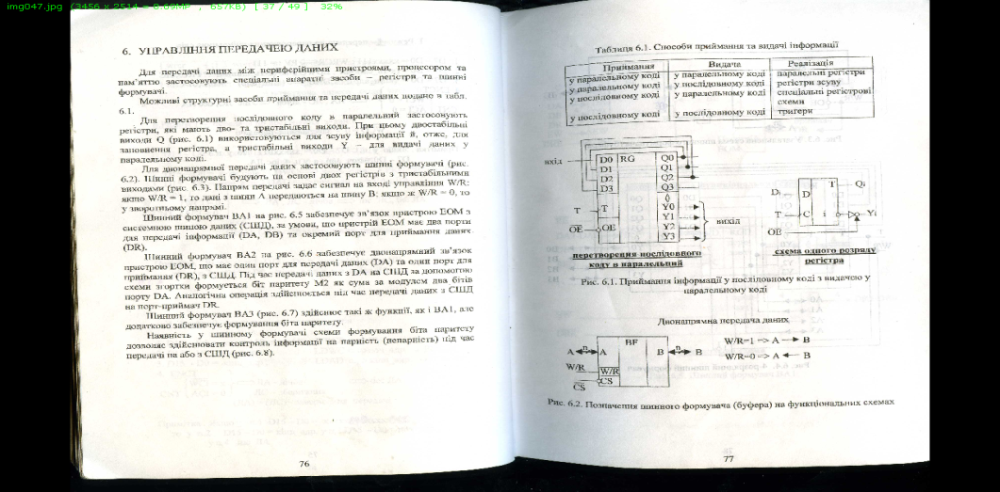 img047.jpg (3456 x 2514 = 8.69MP , 657KB) [ 37 / 49 ] 32%
6. УПРАВЛІННЯ ПЕРЕДАЧЕЮ ДАНИХ
Для передачі даних між периферійними пристроями, процесором та
пам'яттю застосовують спеціальні апаратні засоби – регістри та шинні
формувачі.
Можливі структурні засоби приймання та передачі даних подано в табл.
6.1.
Для перетворення послідовного коду в паралельний застосовують
регістри, які мають дво- та тристабільні виходи. При цьому двостабільні
виходи Q (рис. 6.1) використовуються для зсуву інформації й, отже, для
заповнення регістра, а тристабільні виходи Y – для видачі даних у
паралельному коді.
Для двонапрямної передачі даних застосовують шинні формувачі (рис.
6.2). Шинні формувачі будують на основі двох регістрів з тристабільними
виходами (рис. 6.3). Напрям передачі задає сигнал на вході управління W/R:
якщо W/R = 1, то дані з шини А передаються на шину В; якщо ж W/R = 0, то
у зворотньому напрямі.
Шинний формувач ВА1 на рис. 6.5 забезпечує зв'язок пристрою ЕОМ з
системною шиною даних (СШД), за умови, що пристрій ЕОМ має два порти
для передачі інформації (DA, DB) та окремий порт для приймання даних
(DR).
Шинний формувач ВА2 на рис. 6.6 забезпечує двонапрямний зв'язок
пристрою ЕОМ, що має один порт для передачі даних (DA) та один порт для
приймання (DR), з СШД. Під час передачі даних з DA на СШД за допомогою
схеми згортки формується біт паритету М2 як сума за модулем два бітів
порту DA. Аналогічна операція здійснюється під час передачі даних з СШД
на порт-приймач DR.
Шинний формувач ВА3 (рис. 6.7) здійснює такі ж функції, як і ВА1, але
додатково забезпечує формування біта паритету.
Наявність у шинному формувачі схеми формування біта паритету
дозволяє здійснювати контроль інформації на парність (непарність) під час
передачі на або з СШД (рис. 6.8).
76
Таблиця 6.1. Способи приймання та видачі інформації
Приймання Видача Реалізація
у паралельному коді у паралельному коді паралельні регістри
у паралельному коді у послідовному коді регістри зсуву
у послідовному коді у паралельному коді спеціальні регістрові
схеми
у послідовному коді у послідовному коді тригери
вхід D0 RG Q0
D1 Q1
D2 Q2
D3 Q3
T T Y0
Y1
OE OE Y2
Y3
вихід
Di D T Qi
T C i Yi
OE
перетворення послідовного
коду в паралельний
схема одного розряду
регістра
Рис. 6.1. Приймання інформації у послідовному коді з видачею у
паралельному коді
Двонапрямна передача даних
A n A BF B n B
W/R W/R
CS CS
W/R=1 => A → B
W/R=0 => A ← B
Рис. 6.2. Позначення шинного формувача (буфера) на функціональних схемах
77